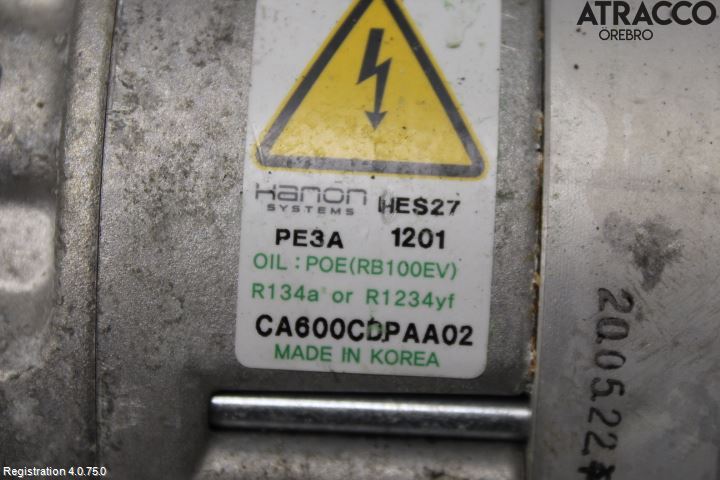 ATRACCO
ÖREBRO
HANON
SYSTEMS HES27
PE3A 1201
OIL : POE(RB100EV)
R134a or R1234yf
CA600CDPAA02
MADE IN KOREA
200522
Registration 4.0.75.0